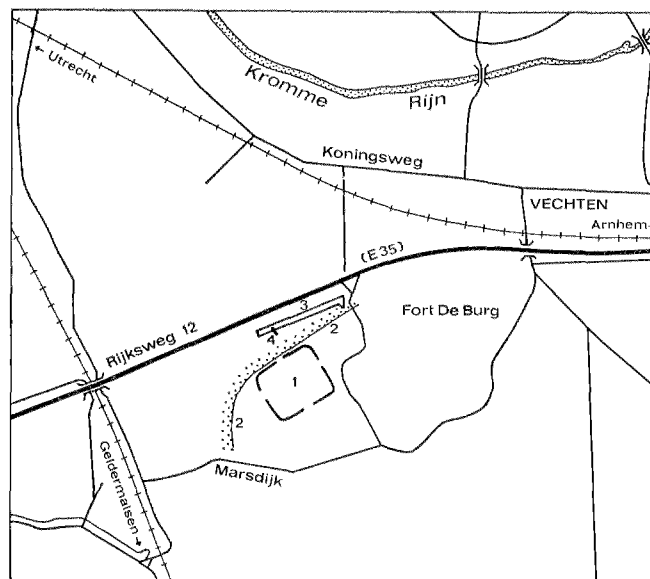 ← Utrecht
Kromme
Rijn
Koningsweg
VECHTEN
Arnhem
(E35)
Rijksweg 12
3
Fort De Burg
2
4
1
2
Marsdijk
Geldermalsen →